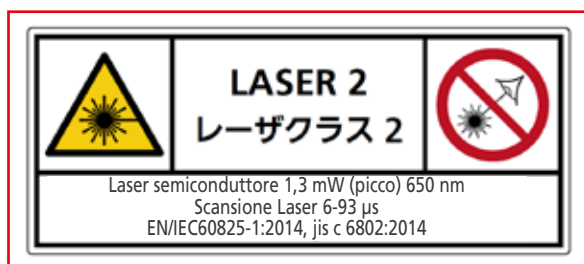 LASER 2
レーザクラス 2
Laser semiconduttore 1,3 mW (picco) 650 nm
Scansione Laser 6-93 µs
EN/IEC60825-1:2014, jis c 6802:2014